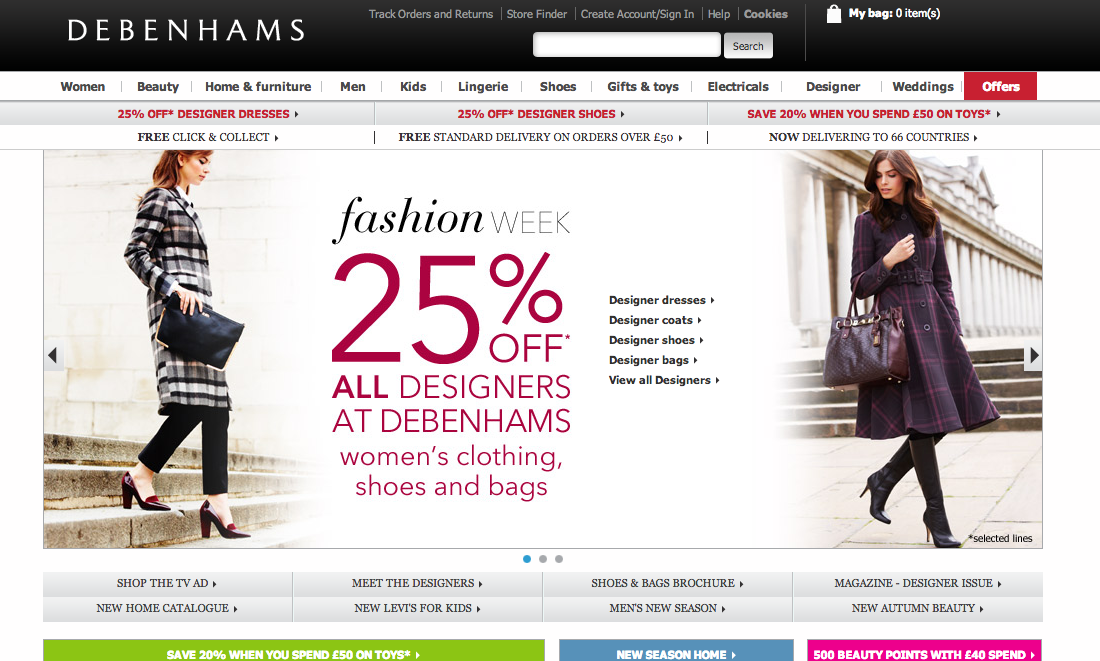 DEBENHAMS
Track Orders and Returns
Store Finder
Create Account/Sign In
Help
Cookies
My bag: 0 item(s)
Search
Women
Beauty
Home & furniture
Men
Kids
Lingerie
Shoes
Gifts & toys
Electricals
Designer
Weddings
Offers
25% OFF* DESIGNER DRESSES
25% OFF* DESIGNER SHOES
SAVE 20% WHEN YOU SPEND £50 ON TOYS*
FREE CLICK & COLLECT
FREE STANDARD DELIVERY ON ORDERS OVER £50
NOW DELIVERING TO 66 COUNTRIES
fashion WEEK
25%
OFF*
ALL DESIGNERS
AT DEBENHAMS
women's clothing,
shoes and bags
Designer dresses
Designer coats
Designer shoes
Designer bags
View all Designers
*selected lines
SHOP THE TV AD
MEET THE DESIGNERS
SHOES & BAGS BROCHURE
MAGAZINE - DESIGNER ISSUE
NEW HOME CATALOGUE
NEW LEVI'S FOR KIDS
MEN'S NEW SEASON
NEW AUTUMN BEAUTY
SAVE 20% WHEN YOU SPEND £50 ON TOYS*
NEW SEASON HOME
500 BEAUTY POINTS WITH £40 SPEND